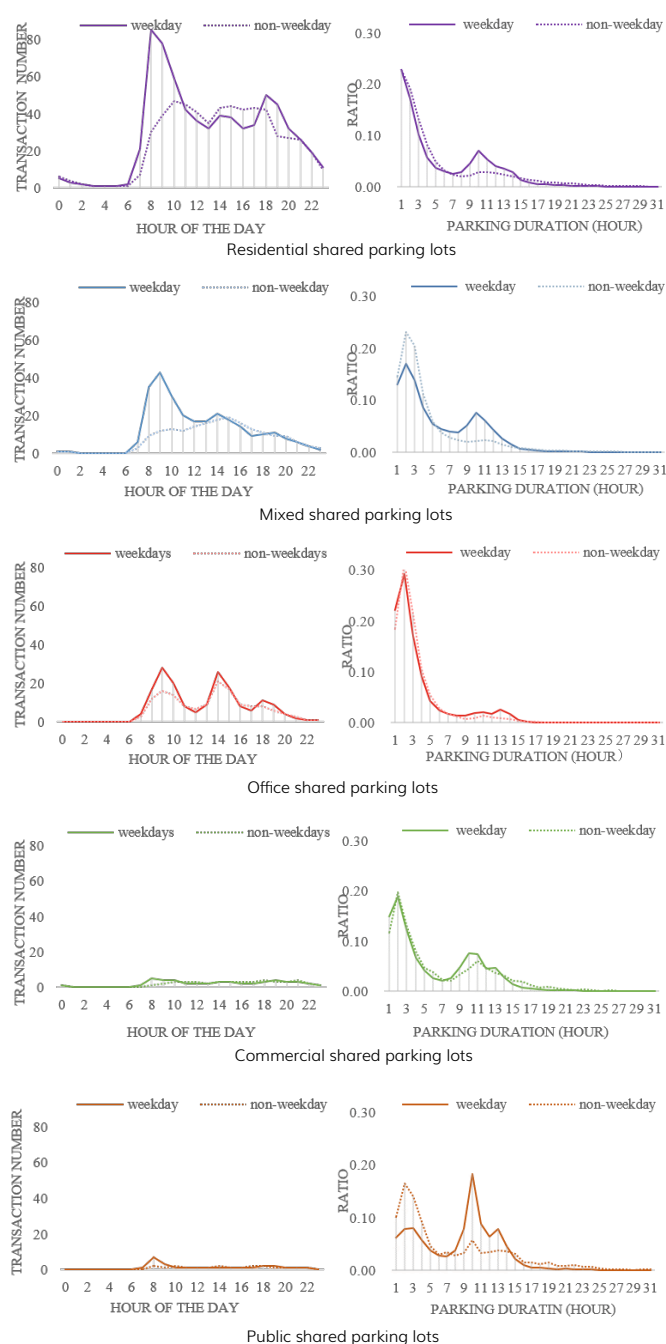 weekday non-weekday
80
60
40
20
0
TRANSACTION NUMBER
0 2 4 6 8 10 12 14 16 18 20 22
HOUR OF THE DAY
weekday non-weekday
0.30
0.20
0.10
0.00
RATIO
1 3 5 7 9 11 13 15 17 19 21 23 25 27 29 31
PARKING DURATION (HOUR)
Residential shared parking lots
weekday non-weekday
80
60
40
20
0
TRANSACTION NUMBER
0 2 4 6 8 10 12 14 16 18 20 22
HOUR OF THE DAY
weekday non-weekday
0.30
0.20
0.10
0.00
RATIO
1 3 5 7 9 11 13 15 17 19 21 23 25 27 29 31
PARKING DURATION (HOUR)
Mixed shared parking lots
weekdays non-weekdays
80
60
40
20
0
TRANSACTION NUMBER
0 2 4 6 8 10 12 14 16 18 20 22
HOUR OF THE DAY
weekday non-weekday
0.30
0.20
0.10
0.00
RATIO
1 3 5 7 9 11 13 15 17 19 21 23 25 27 29 31
PARKING DURATION (HOUR)
Office shared parking lots
weekdays non-weekdays
80
60
40
20
0
TRANSACTION NUMBER
0 2 4 6 8 10 12 14 16 18 20 22
HOUR OF THE DAY
weekday non-weekday
0.30
0.20
0.10
0.00
RATIO
1 3 5 7 9 11 13 15 17 19 21 23 25 27 29 31
PARKING DURATION (HOUR)
Commercial shared parking lots
weekday non-weekday
80
60
40
20
0
TRANSACTION NUMBER
0 2 4 6 8 10 12 14 16 18 20 22
HOUR OF THE DAY
weekday non-weekday
0.30
0.20
0.10
0.00
RATIO
1 3 5 7 9 11 13 15 17 19 21 23 25 27 29 31
PARKING DURATIN (HOUR)
Public shared parking lots